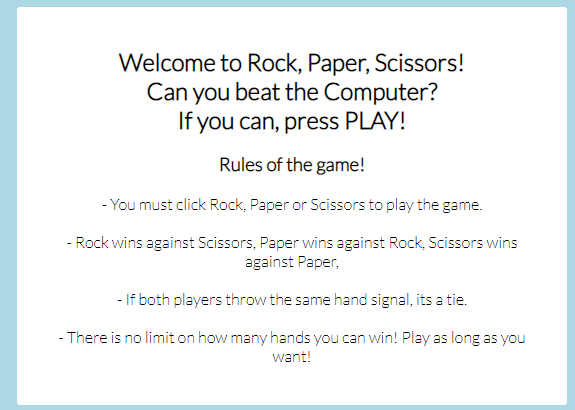 Welcome to Rock, Paper, Scissors!
Can you beat the Computer?
If you can, press PLAY!
Rules of the game!
- You must click Rock, Paper or Scissors to play the game.
- Rock wins against Scissors, Paper wins against Rock, Scissors wins
against Paper,
- If both players throw the same hand signal, its a tie.
- There is no limit on how many hands you can win! Play as long as you
want!